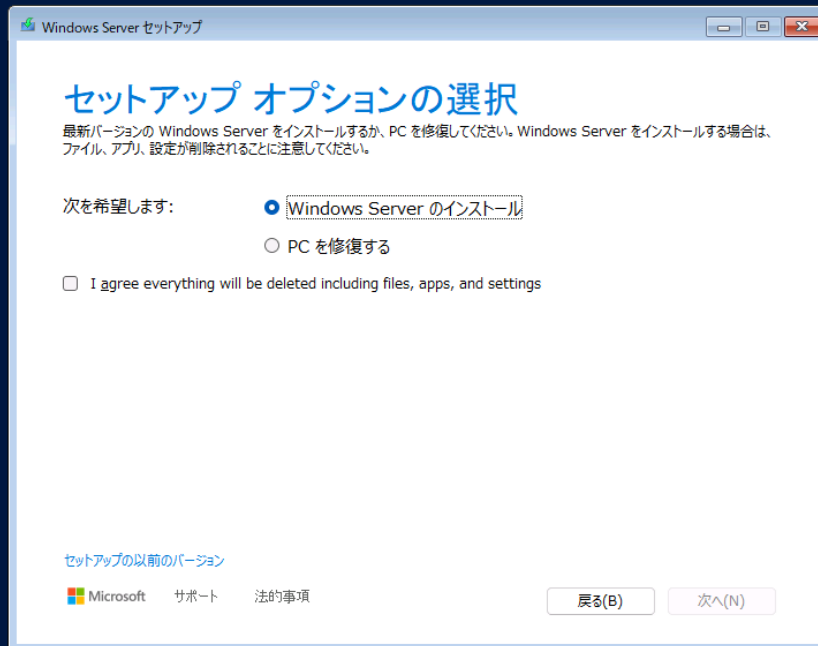 Windows Server セットアップ
セットアップ オプションの選択
最新バージョンの Windows Server をインストールするか、PC を修復してください。Windows Server をインストールする場合は、
ファイル、アプリ、設定が削除されることに注意してください。
次を希望します:
Windows Server のインストール
PC を修復する
I agree everything will be deleted including files, apps, and settings
セットアップの以前のバージョン
Microsoft サポート 法的事項 戻る(B) 次へ(N)